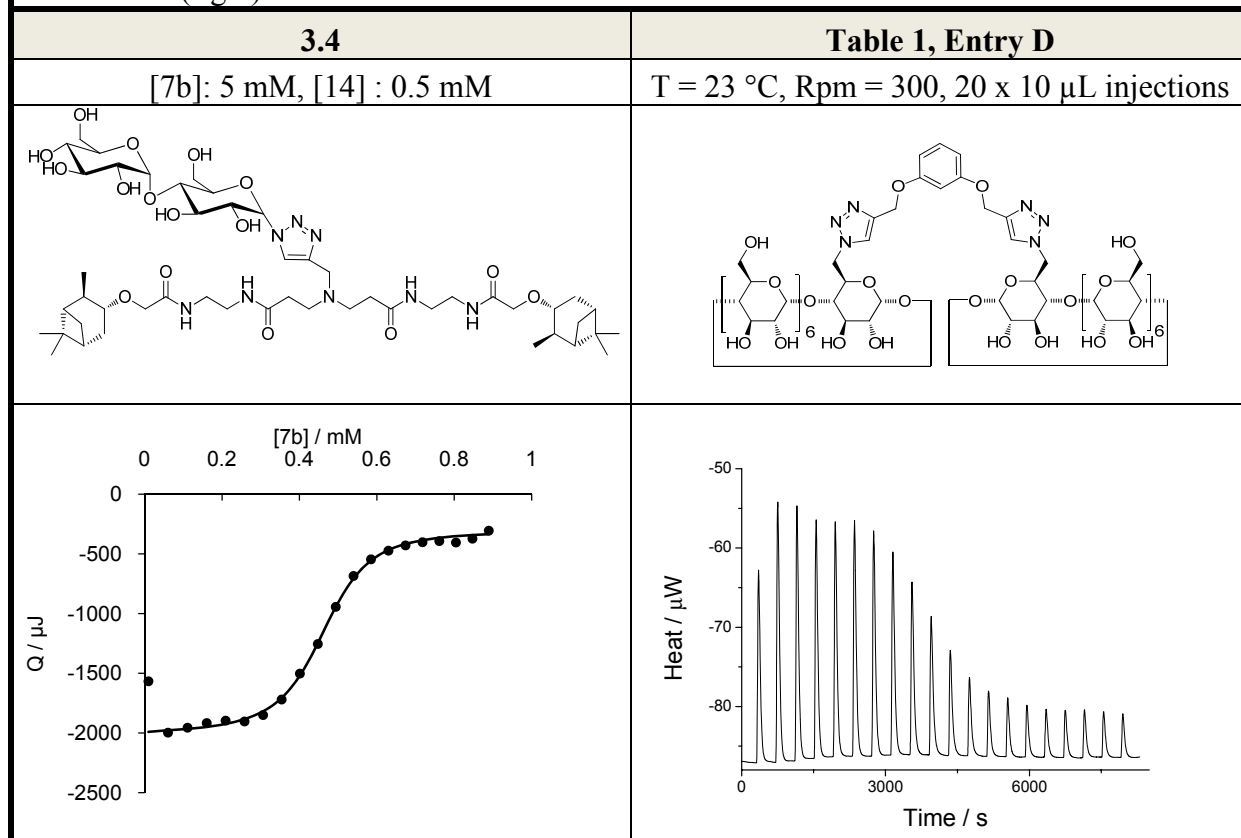 3.4
Table 1, Entry D
[7b]: 5 mM, [14] : 0.5 mM
T = 23 °C, Rpm = 300, 20 x 10 µL injections
OH
O
HO
HO
OH
OH
O
O
HO
OH
N
N
N
O
O
N
H
H
N
O
N
O
N
H
H
N
O
O
O
O
N
N
N
N
N
N
OH
O
O
O
O
6
HO
OH
HO
OH
O
O
O
O
HO
6
HO
OH
HO
OH
[7b] / mM
0 0.2 0.4 0.6 0.8 1
0
-500
-1000
-1500
-2000
-2500
Q / µJ
-50
-60
-70
-80
Heat / µW
0 3000 6000
Time / s